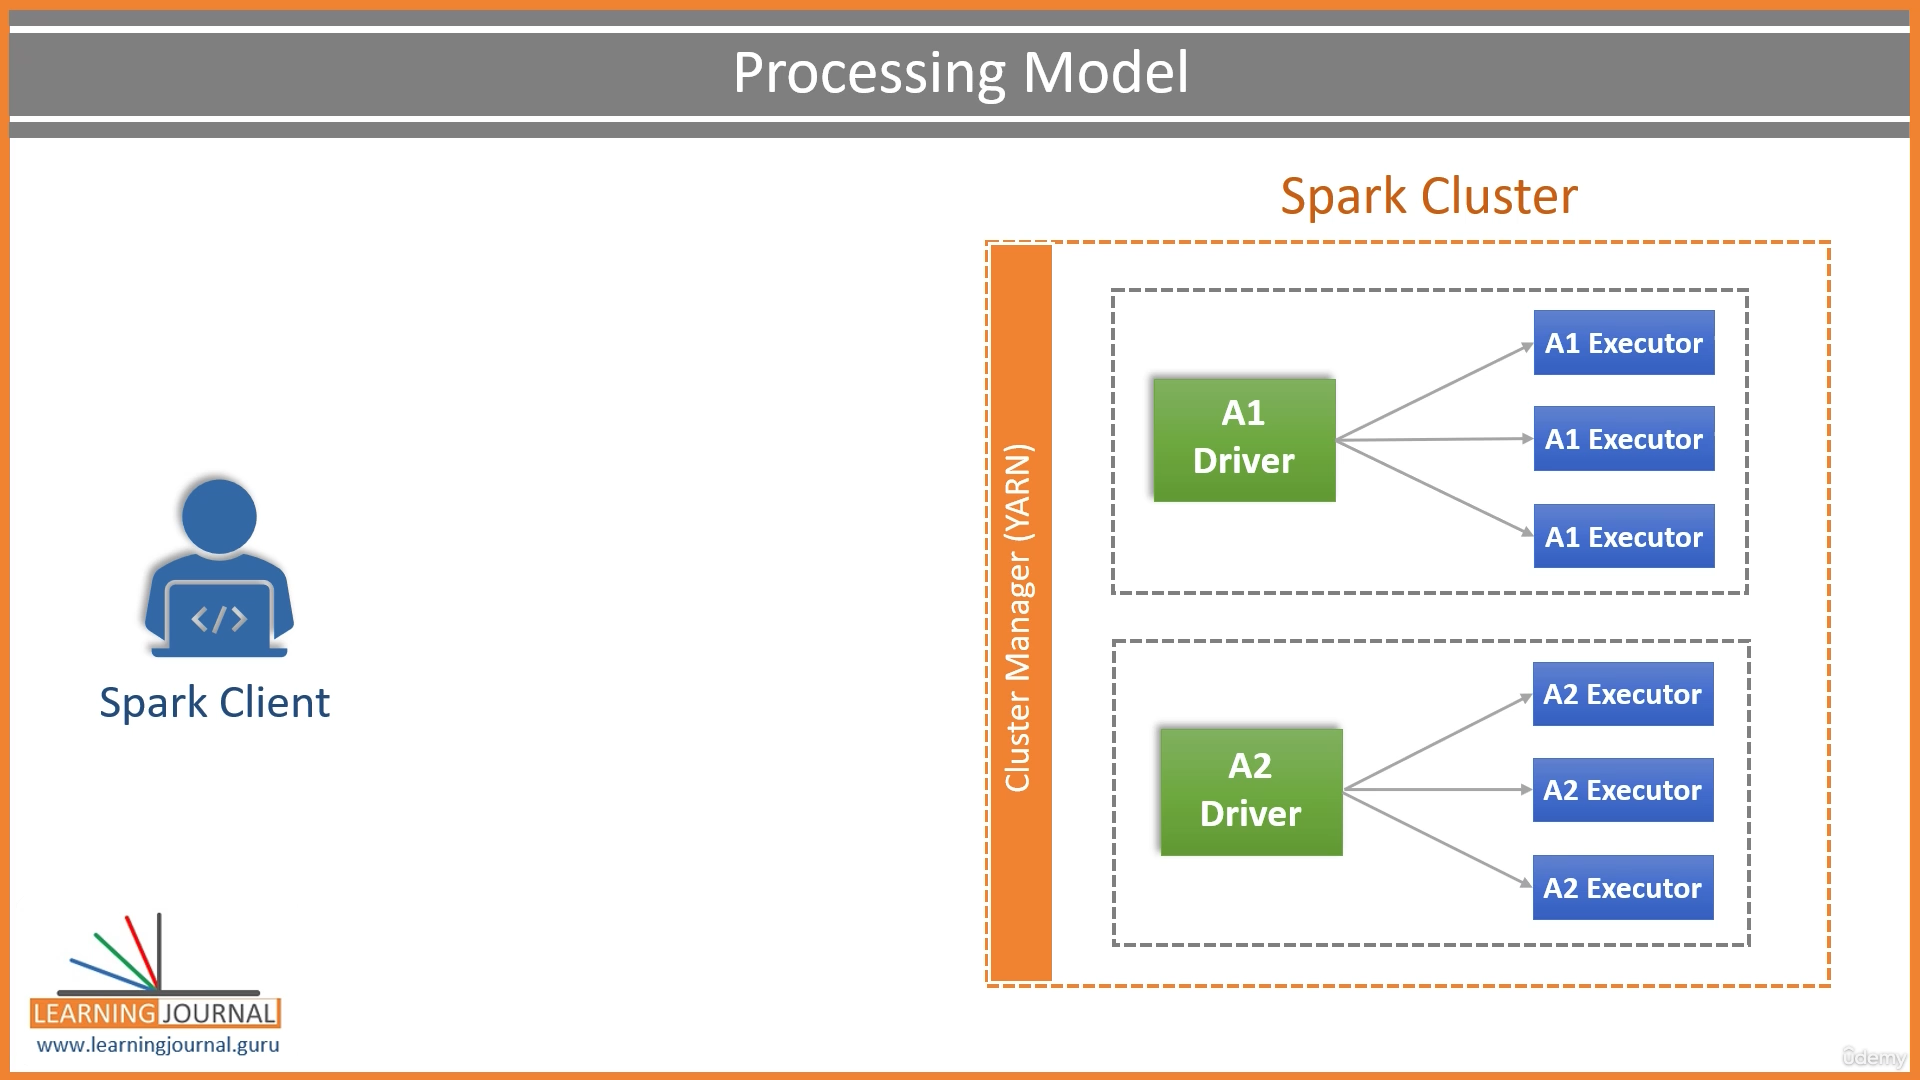 Processing Model
Spark Cluster
Cluster Manager (YARN)
A1
Driver
A1 Executor
A1 Executor
A1 Executor
A2
Driver
A2 Executor
A2 Executor
A2 Executor
</>
Spark Client
LEARNING JOURNAL
www.learningjournal.guru
ûdemy